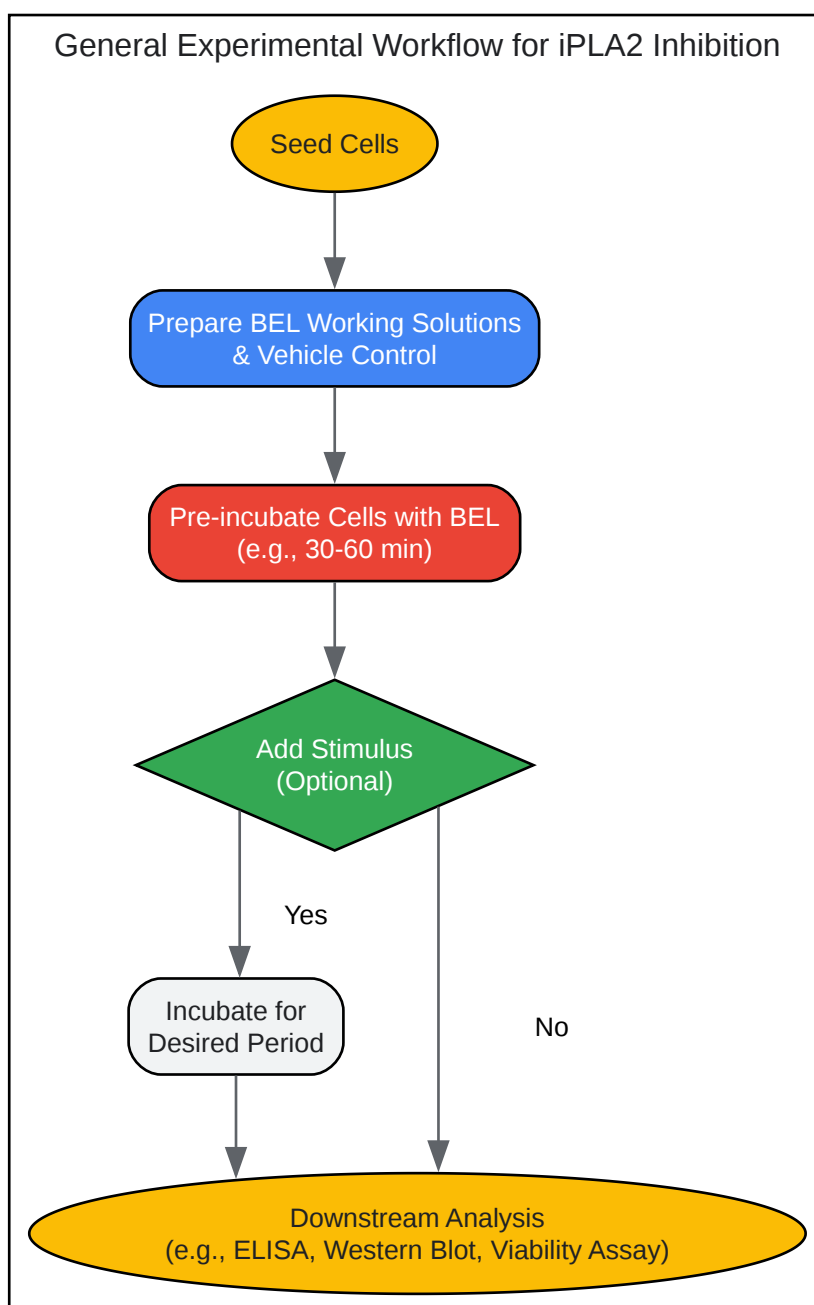 General Experimental Workflow for iPLA2 Inhibition
Seed Cells
Prepare BEL Working Solutions
& Vehicle Control
Pre-incubate Cells with BEL
(e.g., 30-60 min)
Add Stimulus
(Optional)
Yes
Incubate for
Desired Period
No
Downstream Analysis
(e.g., ELISA, Western Blot, Viability Assay)